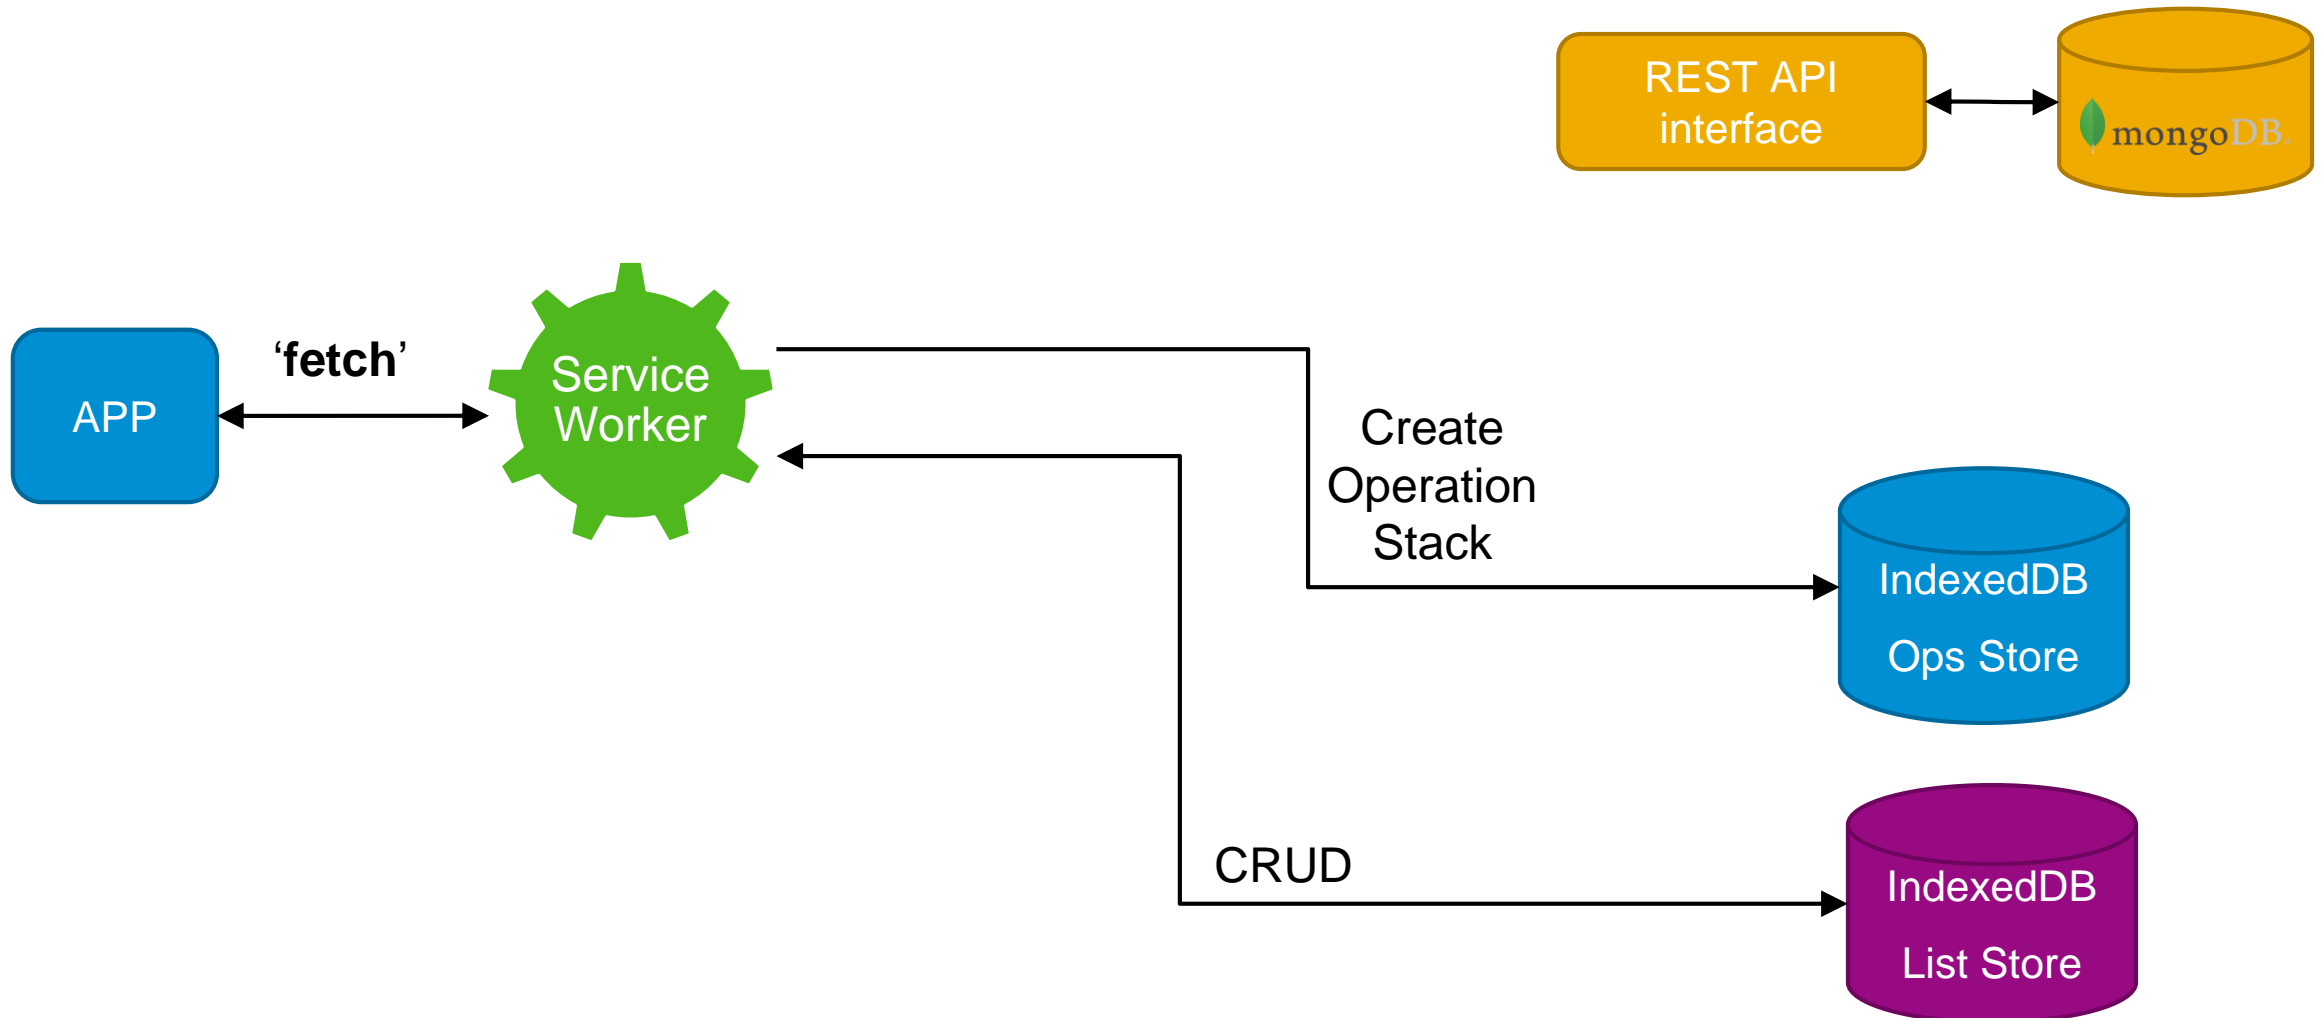 REST API
interface
mongoDB.
‘fetch’
APP
Service
Worker
Create
Operation
Stack
IndexedDB
Ops Store
CRUD
IndexedDB
List Store